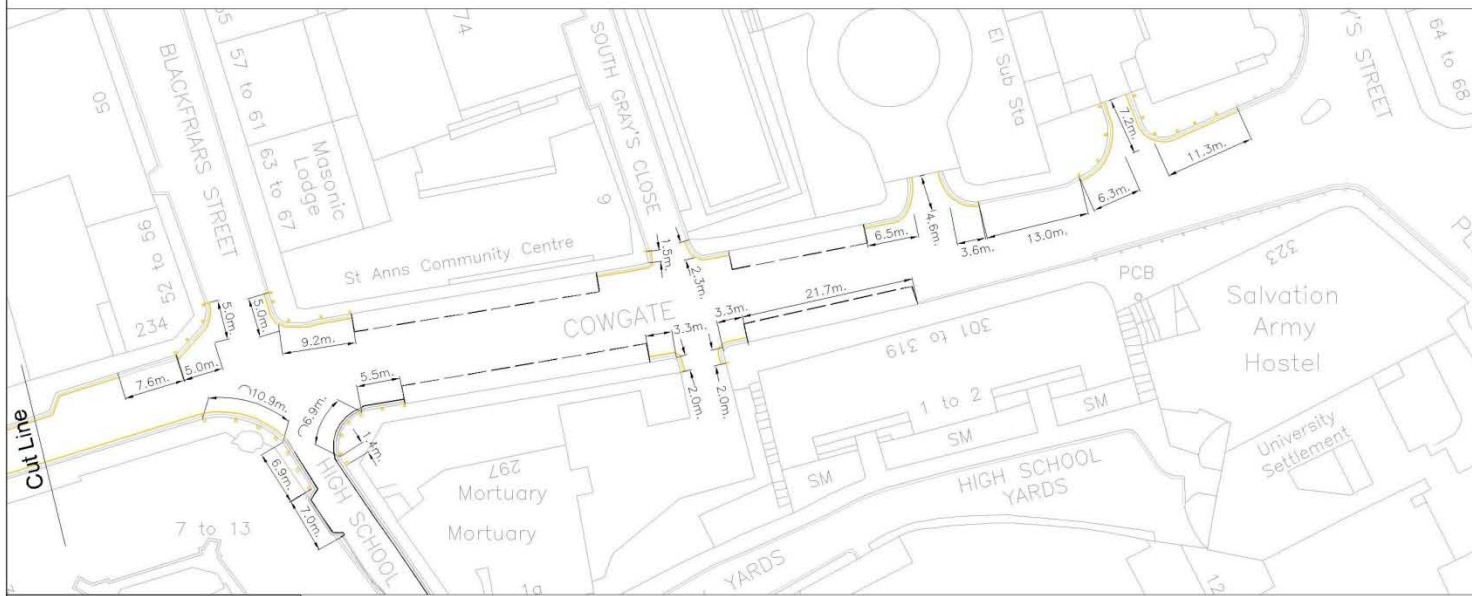 BLACKFRIARS STREET
50
65
57 to 61
63 to 67
Masonic
Lodge
74
SOUTH GRAY'S CLOSE
9
El Sub Sta
Y'S STREET
64 to 68
52 to 56
234
St Anns Community Centre
COWGATE
5.0m.
5.0m.
7.6m.
5.0m.
9.2m.
1.5m.
2.3m.
6.5m.
4.6m.
3.6m.
13.0m.
6.3m.
7.2m.
11.3m.
21.7m.
3.3m.
3.3m.
2.0m.
2.0m.
5.5m.
10.9m.
6.9m.
1.4m.
6.9m.
7.0m.
Cut Line
7 to 13
HIGH SCHOOL
297
Mortuary
Mortuary
1a
YARDS
301 to 319
1 to 2
SM
SM
SM
HIGH SCHOOL
YARDS
PCB
323
Salvation
Army
Hostel
University
Settlement
12